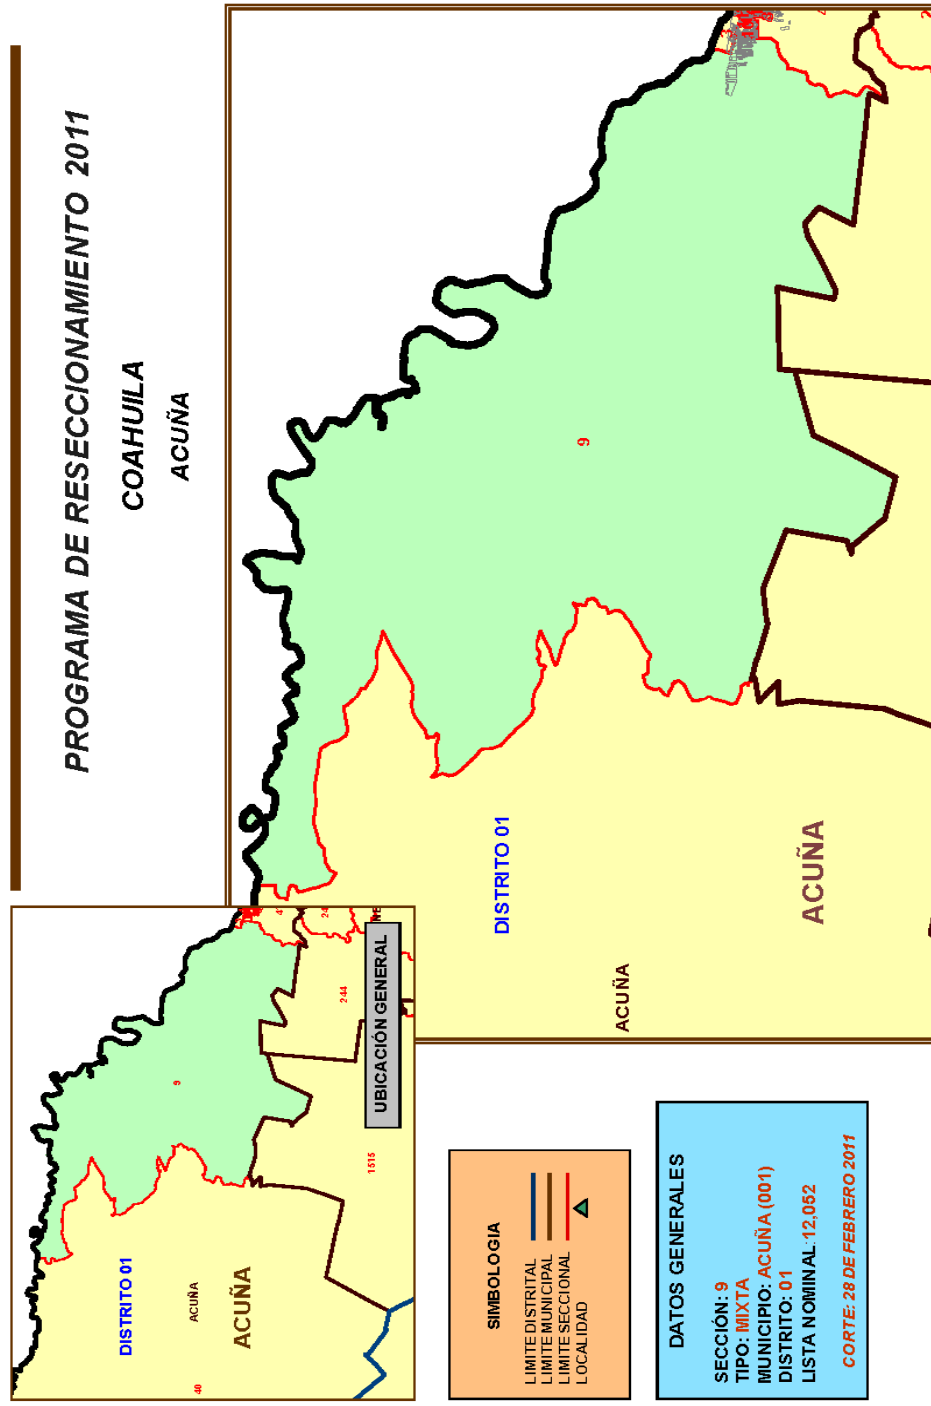 PROGRAMA DE RESECCIONAMIENTO 2011
COAHUILA
ACUÑA
9
DISTRITO 01
ACUÑA
ACUÑA
3
9
DISTRITO 01
ACUÑA
ACUÑA
40
244
1515
24
UBICACIÓN GENERAL
SIMBOLOGIA
LIMITE DISTRITAL
LIMITE MUNICIPAL
LIMITE SECCIONAL
LOCALIDAD
DATOS GENERALES
SECCIÓN: 9
TIPO: MIXTA
MUNICIPIO: ACUÑA (001)
DISTRITO: 01
LISTA NOMINAL: 12,052
CORTE: 28 DE FEBRERO 2011